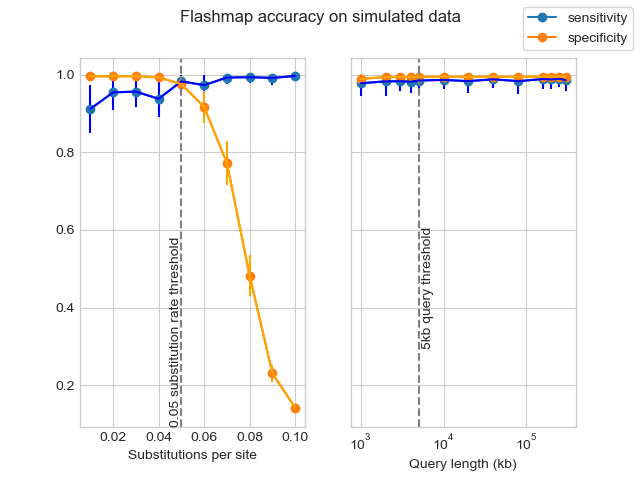 Flashmap accuracy on simulated data
sensitivity
specificity
1.0
0.8
0.6
0.4
0.2
0.05 substitution rate threshold
5kb query threshold
0.02 0.04 0.06 0.08 0.10
Substitutions per site
10³ 10⁴ 10⁵
Query length (kb)